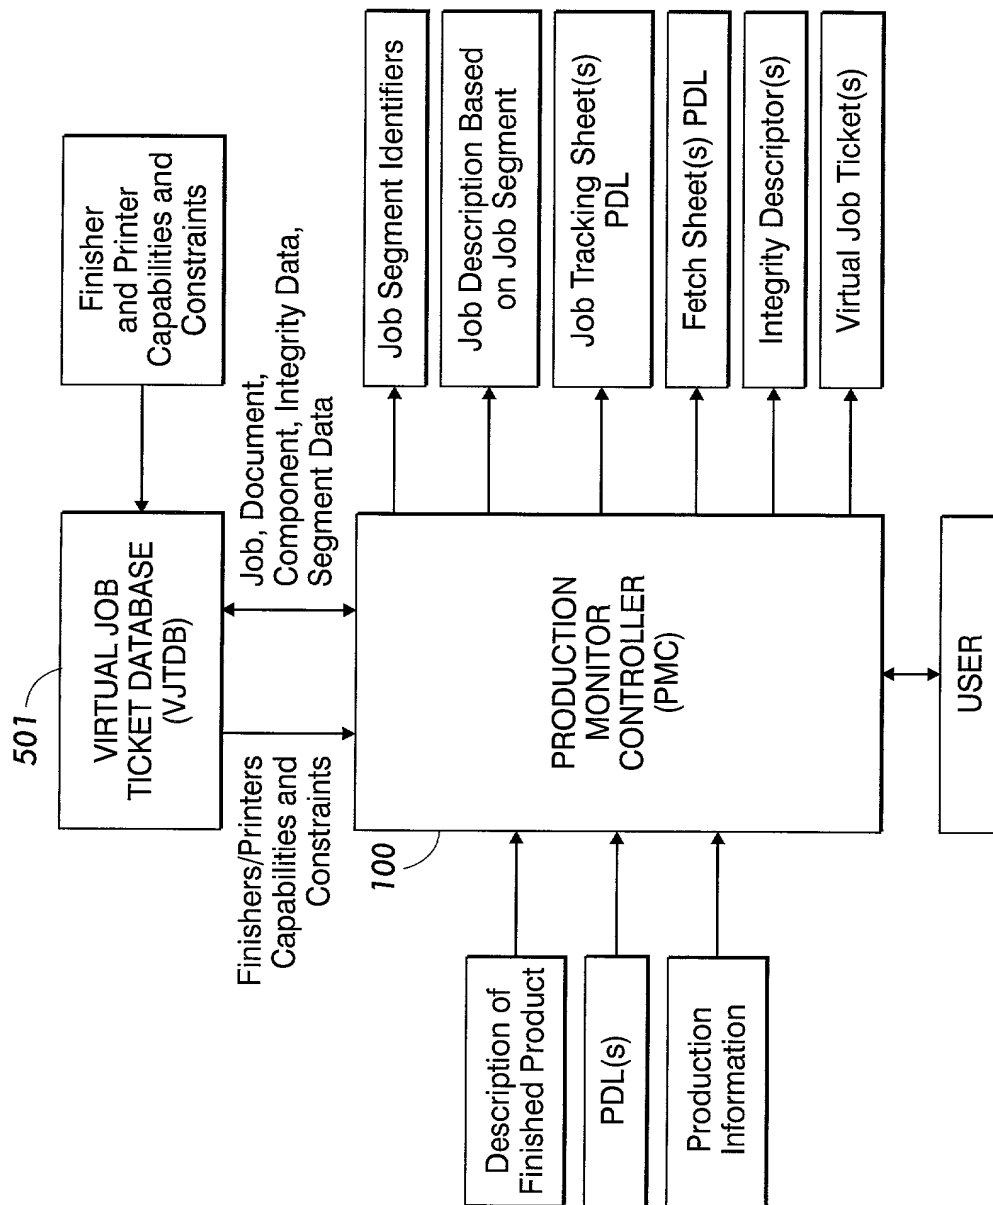 501
VIRTUAL JOB
TICKET DATABASE
(VJTDB)
Finisher
and Printer
Capabilities and
Constraints
Finishers/Printers
Capabilities and
Constraints
Job, Document,
Component, Integrity Data,
Segment Data
100
PRODUCTION
MONITOR
CONTROLLER
(PMC)
Description of
Finished Product
PDL(s)
Production
Information
Job Segment Identifiers
Job Description Based
on Job Segment
Job Tracking Sheet(s)
PDL
Fetch Sheet(s) PDL
Integrity Descriptor(s)
Virtual Job Ticket(s)
USER